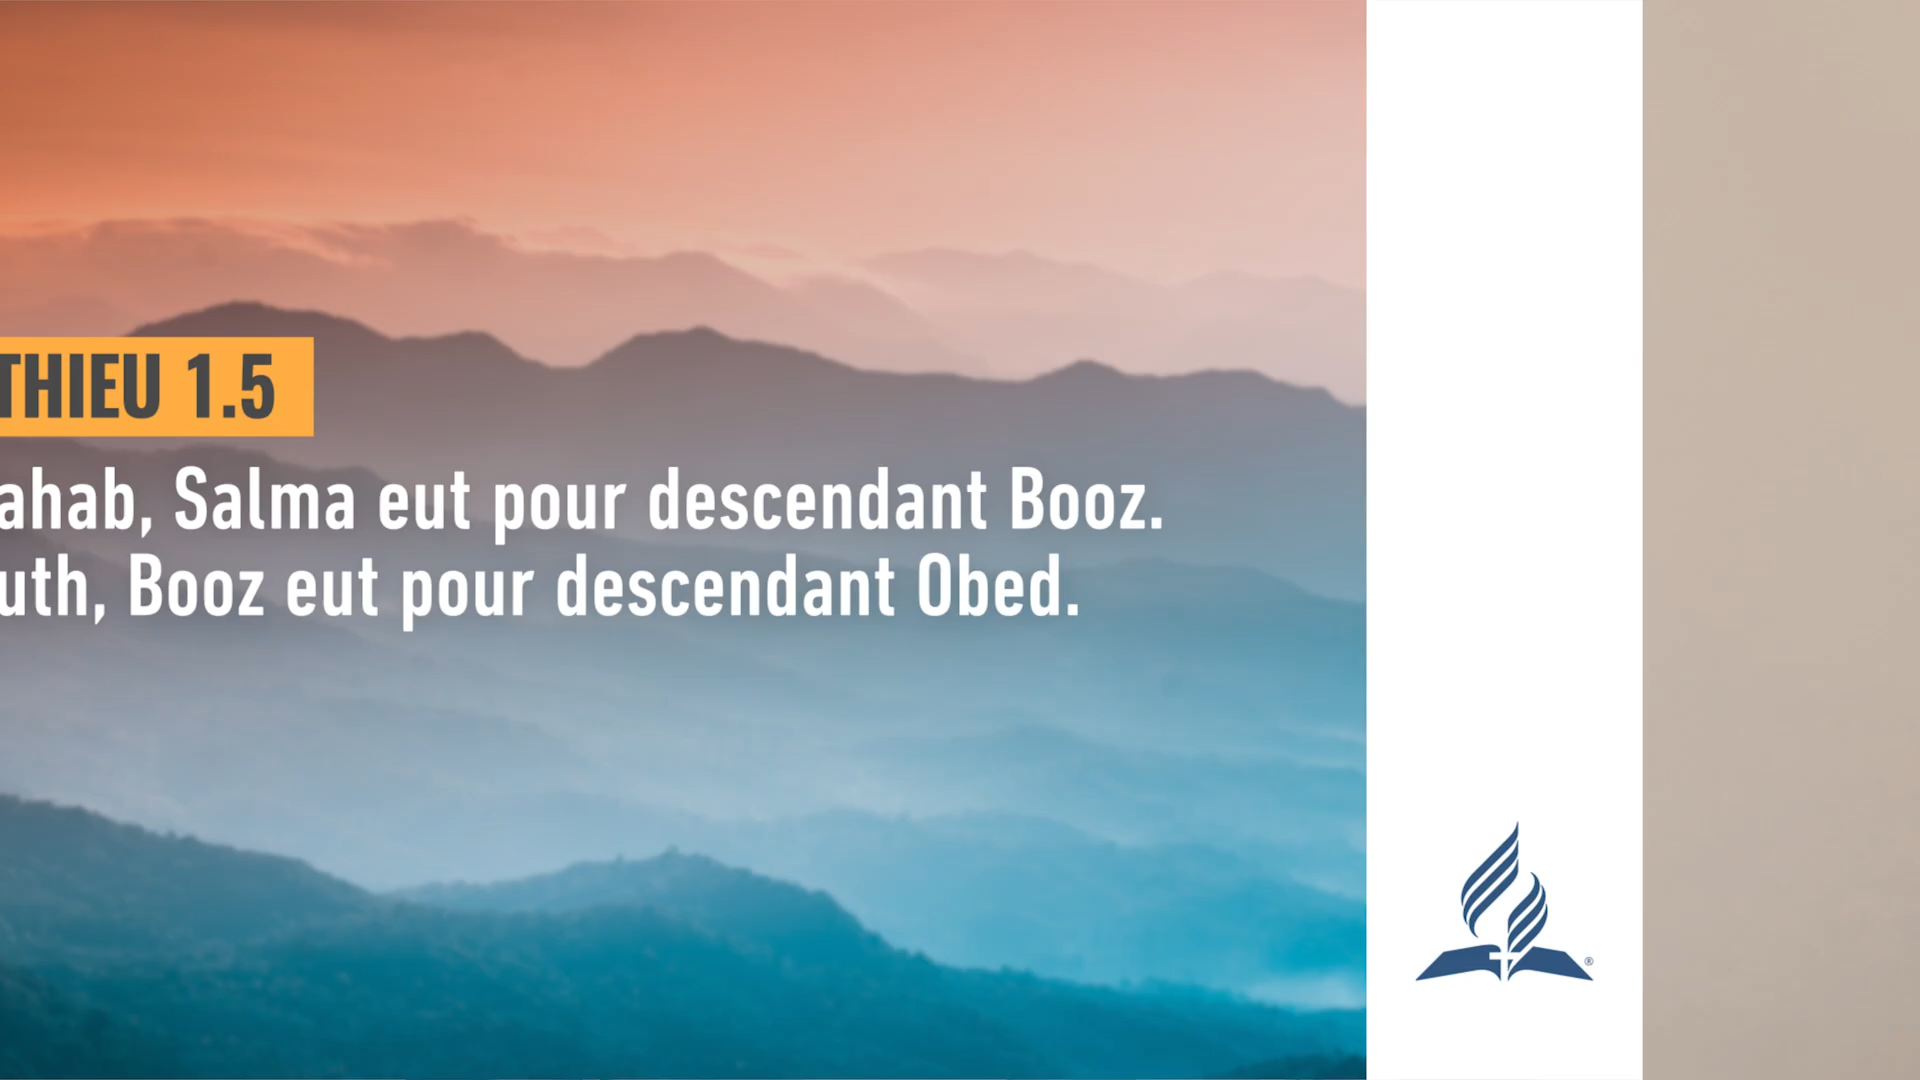 THIEU 1.5
ahab, Salma eut pour descendant Booz.
uth, Booz eut pour descendant Obed.
®